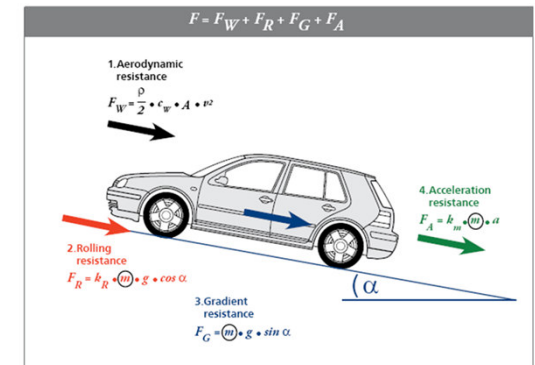 F = F_W + F_R + F_G + F_A
1.Aerodynamic
resistance
F_W = ρ/2 • c_w • A • v²
4.Acceleration
resistance
F_A = k_m • m • a
2.Rolling
resistance
F_R = k_R • m • g • cos α
α
3.Gradient
resistance
F_G = m • g • sin α